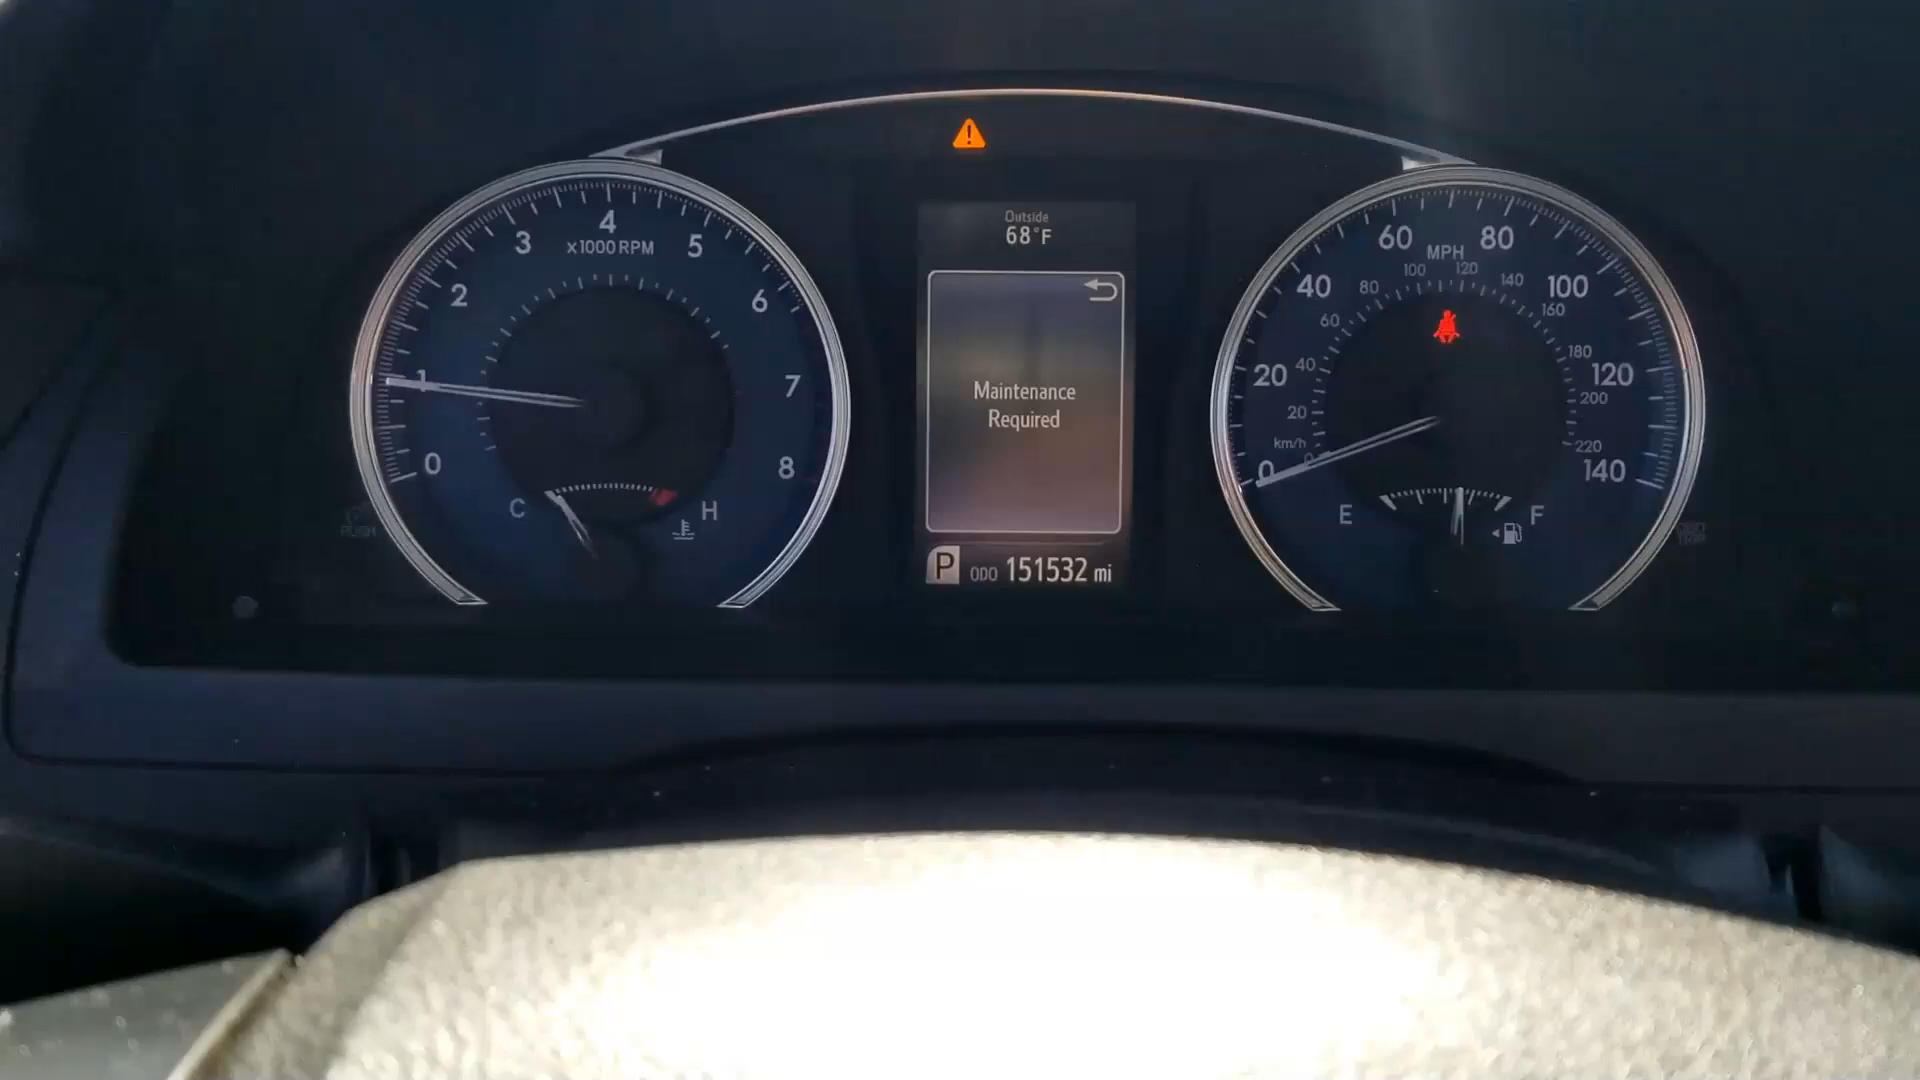 4
3
5
x1000 RPM
2
6
1
7
0
8
C
H
PUSH
Outside
68°F
Maintenance
Required
P ODO 151532 mi
60
80
MPH
100
120
40
80
140
100
60
160
20
40
180
120
20
200
km/h
0
220
0
140
E
F